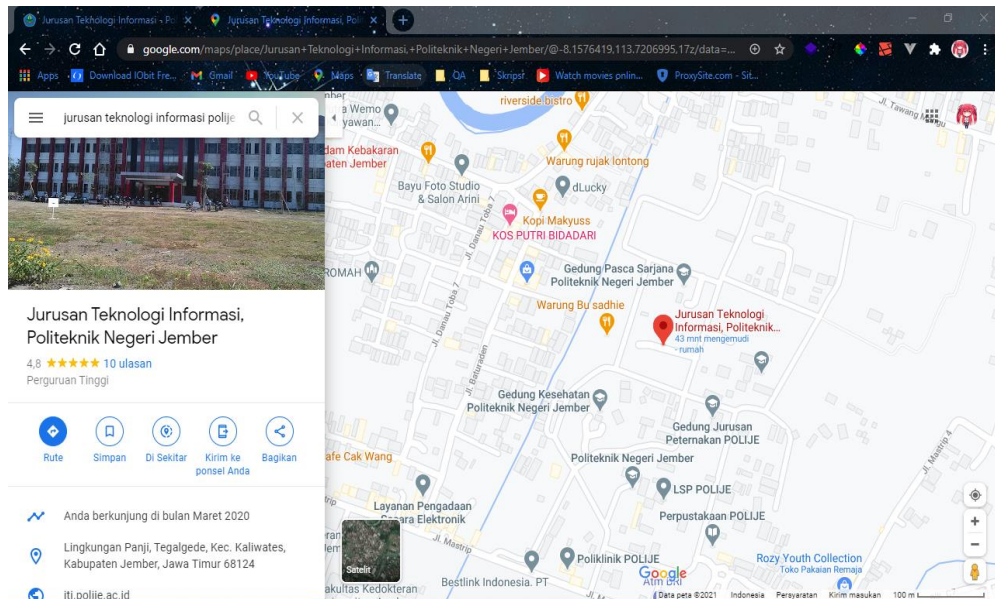 Jurusan Teknologi Informasi - Pol
Jurusan Teknologi Informasi, Poli
google.com/maps/place/Jurusan+Teknologi+Informasi,+Politeknik+Negeri+Jember/@-8.1576419,113.7206995,17z/data=...
Apps
Download IObit Fre...
Gmail
YouTube
Maps
Translate
QA
Skripsi
Watch movies onlin...
ProxySite.com - Sit...
jurusan teknologi informasi polije
Jurusan Teknologi Informasi,
Politeknik Negeri Jember
4,8 ★★★★★ 10 ulasan
Perguruan Tinggi
Rute
Simpan
Di Sekitar
Kirim ke
ponsel Anda
Bagikan
Anda berkunjung di bulan Maret 2020
Lingkungan Panji, Tegalgede, Kec. Kaliwates,
Kabupaten Jember, Jawa Timur 68124
jti.polije.ac.id
a Wemo
yawan...
riverside bistro
Jl. Tawang Mangu
dam Kebakaran
aten Jember
Warung rujak lontong
Bayu Foto Studio
& Salon Arini
dLucky
Jl. Danau Toba 7
Kopi Makyuss
KOS PUTRI BIDADARI
ROMAH
Gedung Pasca Sarjana
Politeknik Negeri Jember
Jl. Danau Toba 7
Warung Bu sadhie
Jurusan Teknologi
Informasi, Politeknik...
43 mnt mengemudi
- rumah
Jl. Baturaden
Gedung Kesehatan
Politeknik Negeri Jember
Gedung Jurusan
Peternakan POLIJE
Jl. Mastrip 4
afe Cak Wang
Politeknik Negeri Jember
LSP POLIJE
Layanan Pengadaan
Secara Elektronik
Perpustakaan POLIJE
Jl. Mastrip
Satelit
Poliklinik POLIJE
Rozy Youth Collection
Toko Pakaian Remaja
Bestlink Indonesia. PT
Google
Atm BRI
akultas Kedokteran
Data peta ©2021
Indonesia
Persyaratan
Kirim masukan
100 m